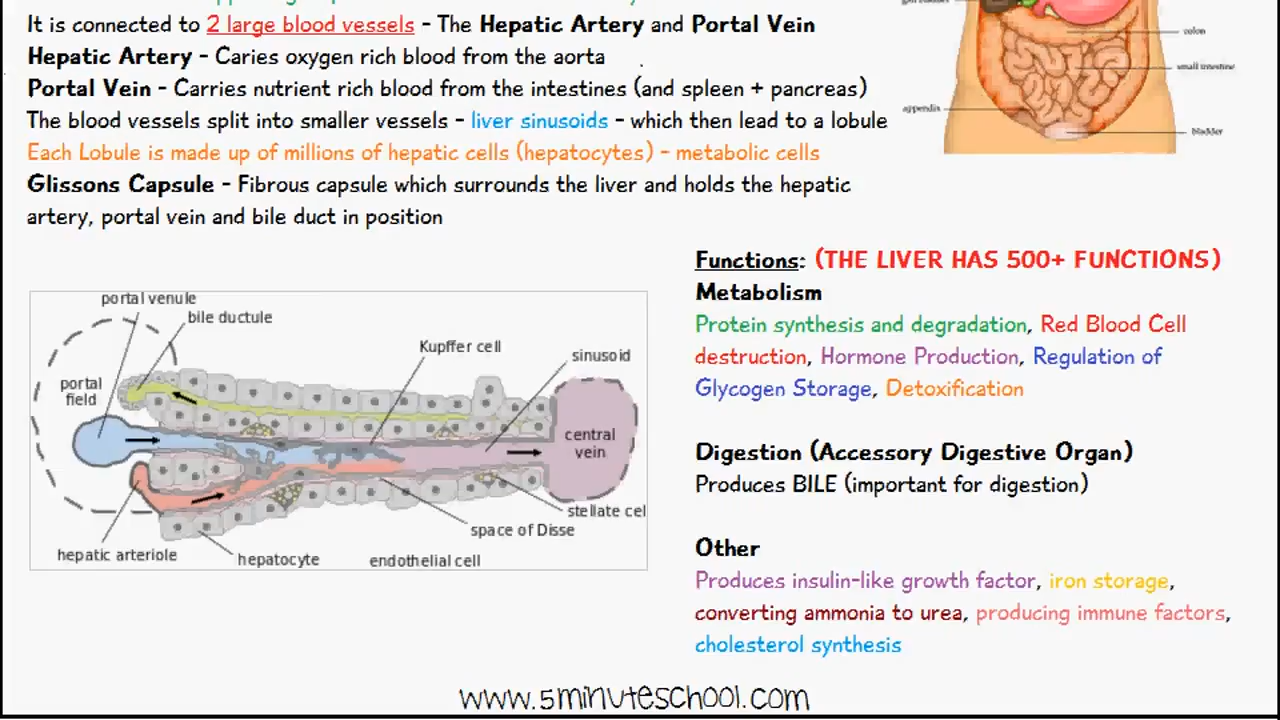 It is connected to 2 large blood vessels - The Hepatic Artery and Portal Vein
Hepatic Artery - Caries oxygen rich blood from the aorta
Portal Vein - Carries nutrient rich blood from the intestines (and spleen + pancreas)
The blood vessels split into smaller vessels - liver sinusoids - which then lead to a lobule
Each Lobule is made up of millions of hepatic cells (hepatocytes) - metabolic cells
Glissons Capsule - Fibrous capsule which surrounds the liver and holds the hepatic
artery, portal vein and bile duct in position
colon
small intestine
appendix
bladder
portal venule
bile ductule
Kupffer cell
sinusoid
portal
field
central
vein
stellate cel
space of Disse
hepatic arteriole
hepatocyte
endothelial cell
Functions: (THE LIVER HAS 500+ FUNCTIONS)
Metabolism
Protein synthesis and degradation, Red Blood Cell
destruction, Hormone Production, Regulation of
Glycogen Storage, Detoxification
Digestion (Accessory Digestive Organ)
Produces BILE (important for digestion)
Other
Produces insulin-like growth factor, iron storage,
converting ammonia to urea, producing immune factors,
cholesterol synthesis
www.5minuteschool.com